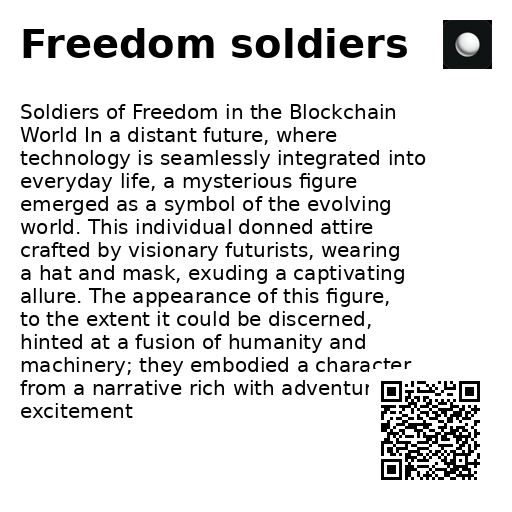 Freedom soldiers
Soldiers of Freedom in the Blockchain
World In a distant future, where
technology is seamlessly integrated into
everyday life, a mysterious figure
emerged as a symbol of the evolving
world. This individual donned attire
crafted by visionary futurists, wearing
a hat and mask, exuding a captivating
allure. The appearance of this figure,
to the extent it could be discerned,
hinted at a fusion of humanity and
machinery; they embodied a character
from a narrative rich with
excitement